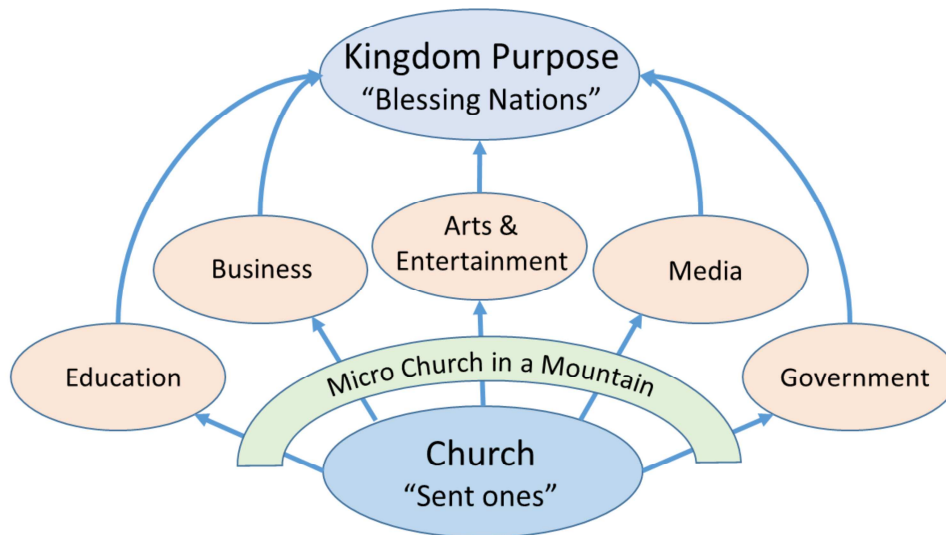 Kingdom Purpose
“Blessing Nations”
Arts &
Entertainment
Business
Media
Education
Micro Church in a Mountain
Government
Church
“Sent ones”